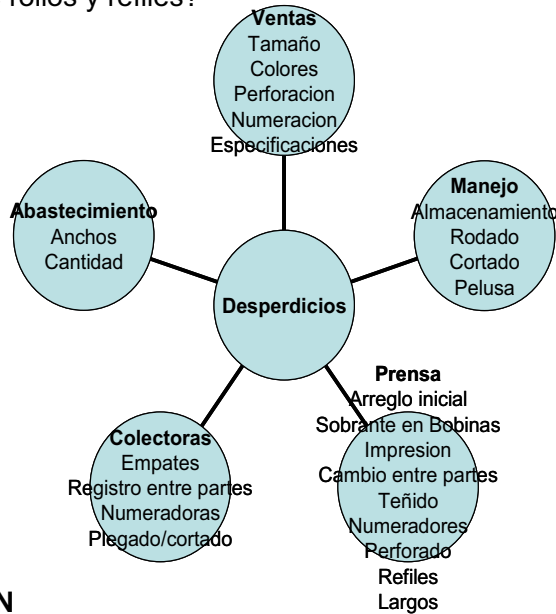 rollos y refiles?
Ventas
Tamaño
Colores
Perforacion
Numeracion
Especificaciones
Abastecimiento
Anchos
Cantidad
Manejo
Almacenamiento
Rodado
Cortado
Pelusa
Desperdicios
Colectoras
Empates
Registro entre partes
Numeradoras
Plegado/cortado
Prensa
Arreglo inicial
Sobrante en Bobinas
Impresion
Cambio entre partes
Teñido
Numeradores
Perforado
Refiles
Largos
N